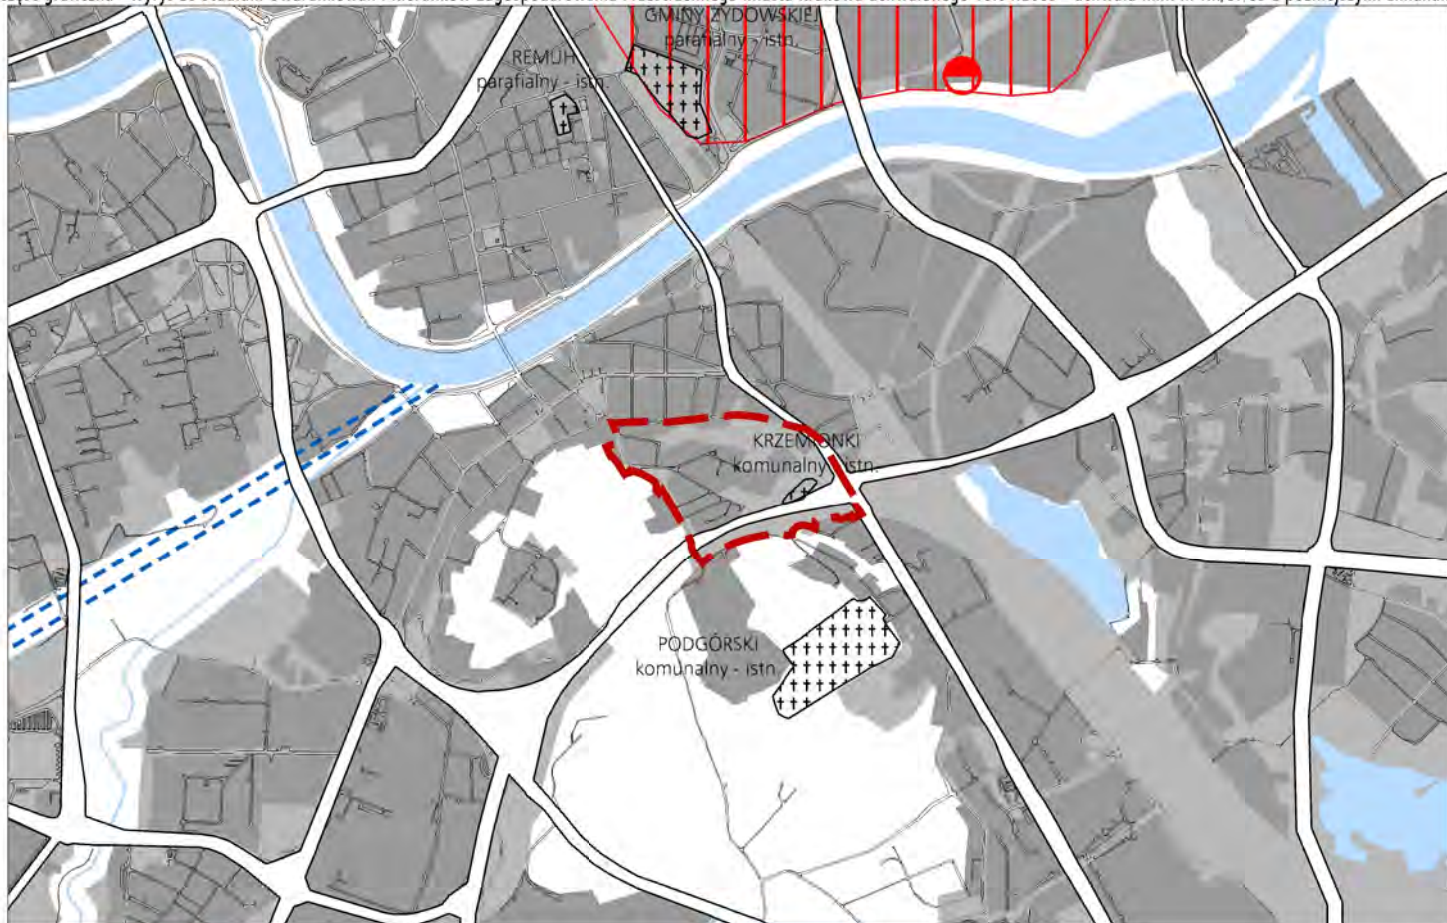 GMINY ŻYDOWSKIEJ
parafialny - istn.
REMUH
parafialny - istn.
KRZEMIONKI
komunalny - istn.
PODGÓRSKI
komunalny - istn